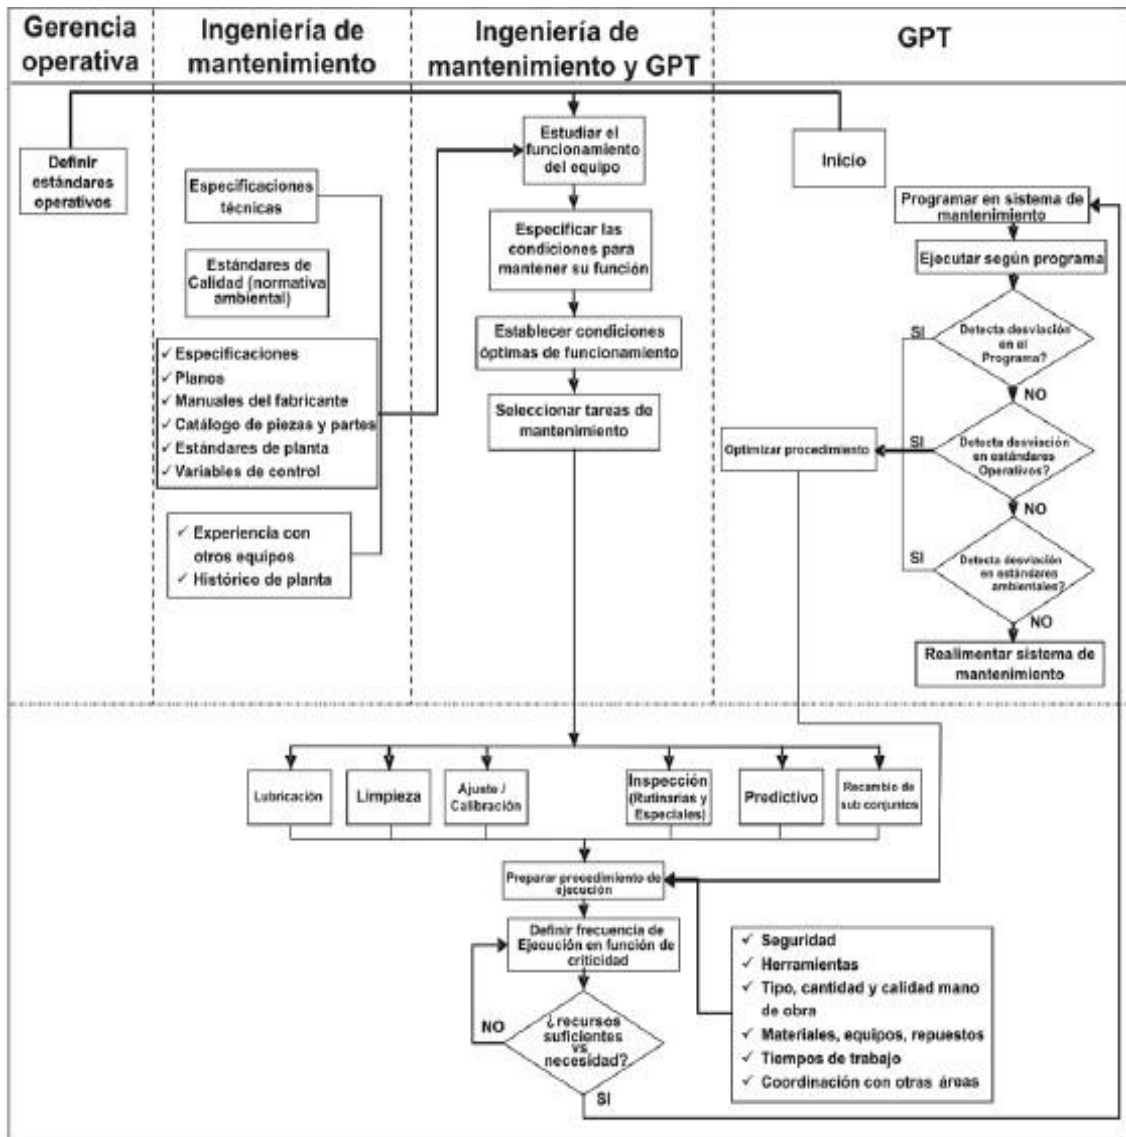 Gerencia
operativa
Ingeniería de
mantenimiento
Ingeniería de
mantenimiento y GPT
GPT
Definir
estándares
operativos
Especificaciones
técnicas
Estándares de
Calidad (normativa
ambiental)
✓ Especificaciones
✓ Planos
✓ Manuales del fabricante
✓ Catálogo de piezas y partes
✓ Estándares de planta
✓ Variables de control
✓ Experiencia con
otros equipos
✓ Histórico de planta
Estudiar el
funcionamiento
del equipo
Especificar las
condiciones para
mantener su función
Establecer condiciones
óptimas de funcionamiento
Seleccionar tareas de
mantenimiento
Inicio
Programar en sistema de
mantenimiento
Ejecutar según programa
SI
Detecta desviación
en el
Programa?
NO
Optimizar procedimiento
SI
Detecta desviación
en estándares
Operativos?
NO
SI
Detecta desviación
en estándares
ambientales?
NO
Realimentar sistema de
mantenimiento
Lubricación
Limpieza
Ajuste /
Calibración
Inspección
(Rutinarias y
Especiales)
Predictivo
Recambio de
sub conjuntos
Preparar procedimiento de
ejecución
Definir frecuencia de
Ejecución en función de
criticidad
NO
¿recursos
suficientes
vs
necesidad?
SI
✓ Seguridad
✓ Herramientas
✓ Tipo, cantidad y calidad mano
de obra
✓ Materiales, equipos, repuestos
✓ Tiempos de trabajo
✓ Coordinación con otras áreas